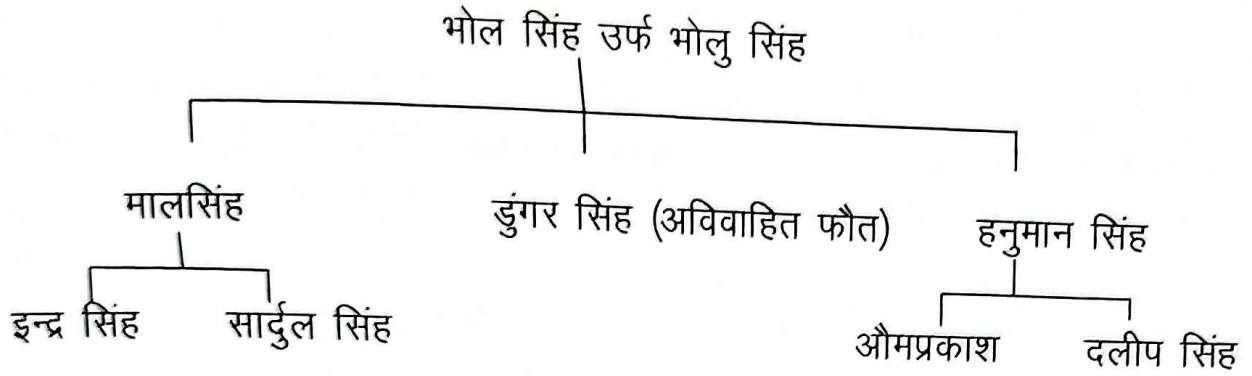 भोल सिंह उर्फ भोलु सिंह
मालसिंह डुंगर सिंह (अविवाहित फौत) हनुमान सिंह
इन्द्र सिंह सार्दुल सिंह औमप्रकाश दलीप सिंह